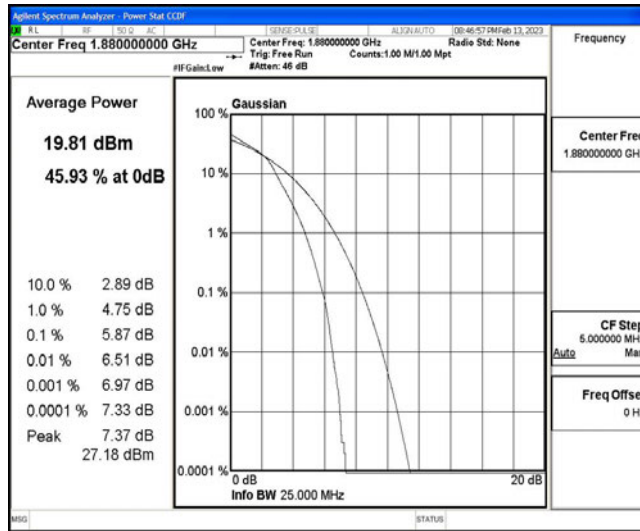 Agilent Spectrum Analyzer - Power Stat CCDF
RL RF 50 Ω AC SENSE:PULSE ALIGN AUTO 08:46:57 PM Feb 13, 2023
Center Freq 1.880000000 GHz
Center Freq: 1.880000000 GHz Radio Std: None
Trig: Free Run Counts:1.00 M/1.00 Mpt
#IFGain:Low #Atten: 46 dB
Frequency
Average Power
19.81 dBm
45.93 % at 0dB
10.0 % 2.89 dB
1.0 % 4.75 dB
0.1 % 5.87 dB
0.01 % 6.51 dB
0.001 % 6.97 dB
0.0001 % 7.33 dB
Peak 7.37 dB
27.18 dBm
Gaussian
100 %
10 %
1 %
0.1 %
0.01 %
0.001 %
0.0001 %
0 dB 20 dB
Info BW 25.000 MHz
Center Fre
1.880000000 GH
CF Ste
5.000000 MH
Auto Ma
Freq Offse
0 H
MSG STATUS